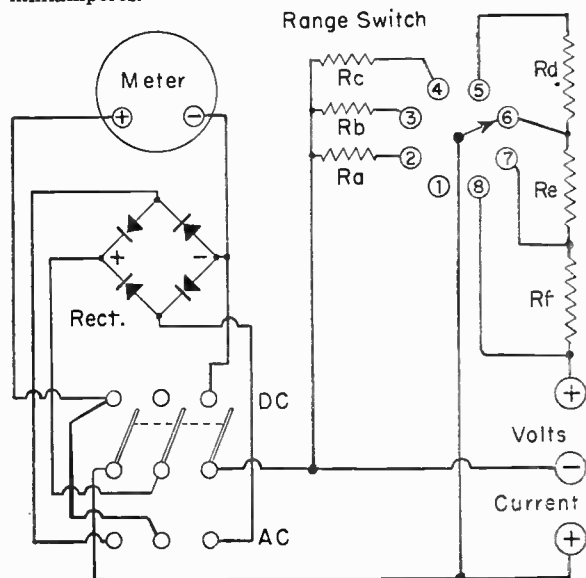 milliamperes.
Range Switch
Meter
+
−
Rc
Rb
Ra
4
3
2
1
5
6
7
8
Rd
Re
Rf
+
−
Rect.
DC
AC
+
Volts
−
Current
+